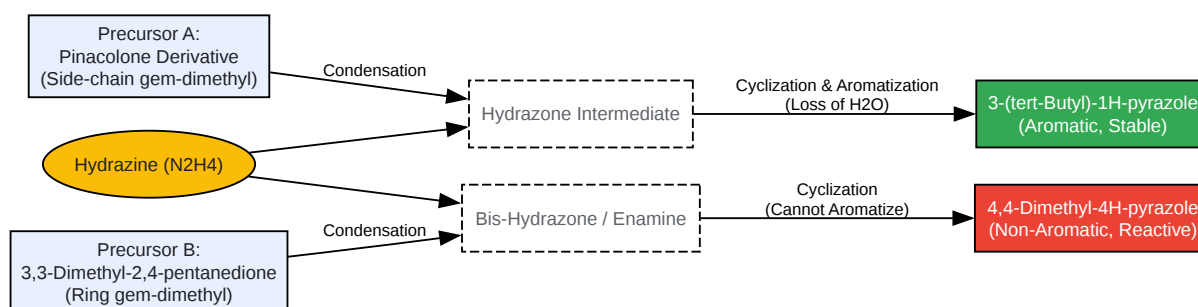 Precursor A:
Pinacolone Derivative
(Side-chain gem-dimethyl)
Condensation
Hydrazone Intermediate
Cyclization & Aromatization
(Loss of H2O)
3-(tert-Butyl)-1H-pyrazole
(Aromatic, Stable)
Hydrazine (N2H4)
Bis-Hydrazone / Enamine
Cyclization
(Cannot Aromatize)
4,4-Dimethyl-4H-pyrazole
(Non-Aromatic, Reactive)
Condensation
Precursor B:
3,3-Dimethyl-2,4-pentanedione
(Ring gem-dimethyl)